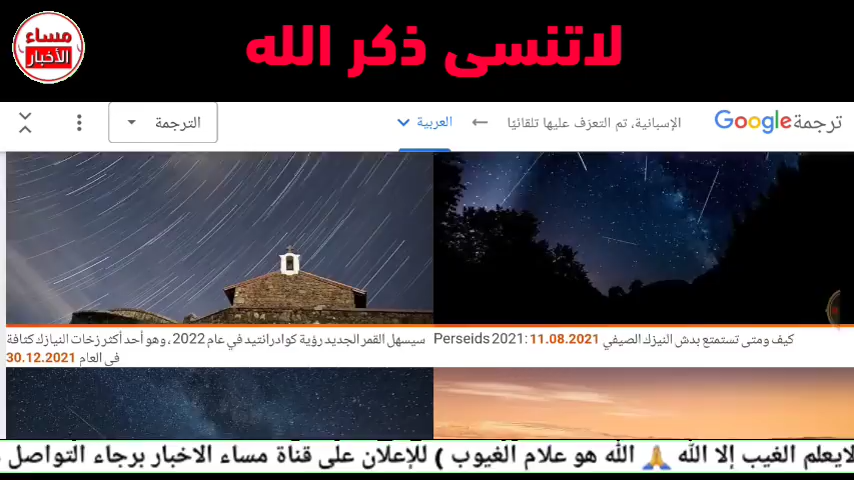 مساء
الأخبار
لاتنسى ذكر الله
ترجمة Google
الإسبانية، تم التعرّف عليها تلقائيًا
العربية
الترجمة
كيف ومتى تستمتع بدش النيزك الصيفي Perseids 2021: 11.08.2021
سيسهل القمر الجديد رؤية كوادرانتيد في عام 2022 ، وهو أحد أكثر زخات النيازك كثافة
في العام 30.12.2021
لايعلم الغيب إلا الله 🙏 الله هو علام الغيوب ) للإعلان على قناة مساء الاخبار برجاء التواصل